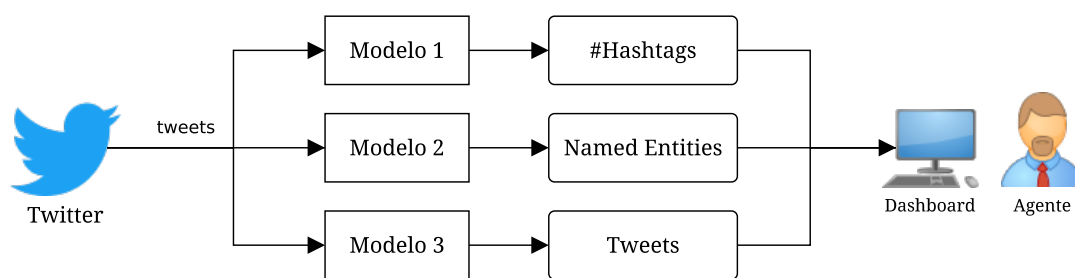 tweets
Twitter
Modelo 1
#Hashtags
Modelo 2
Named Entities
Modelo 3
Tweets
Dashboard
Agente